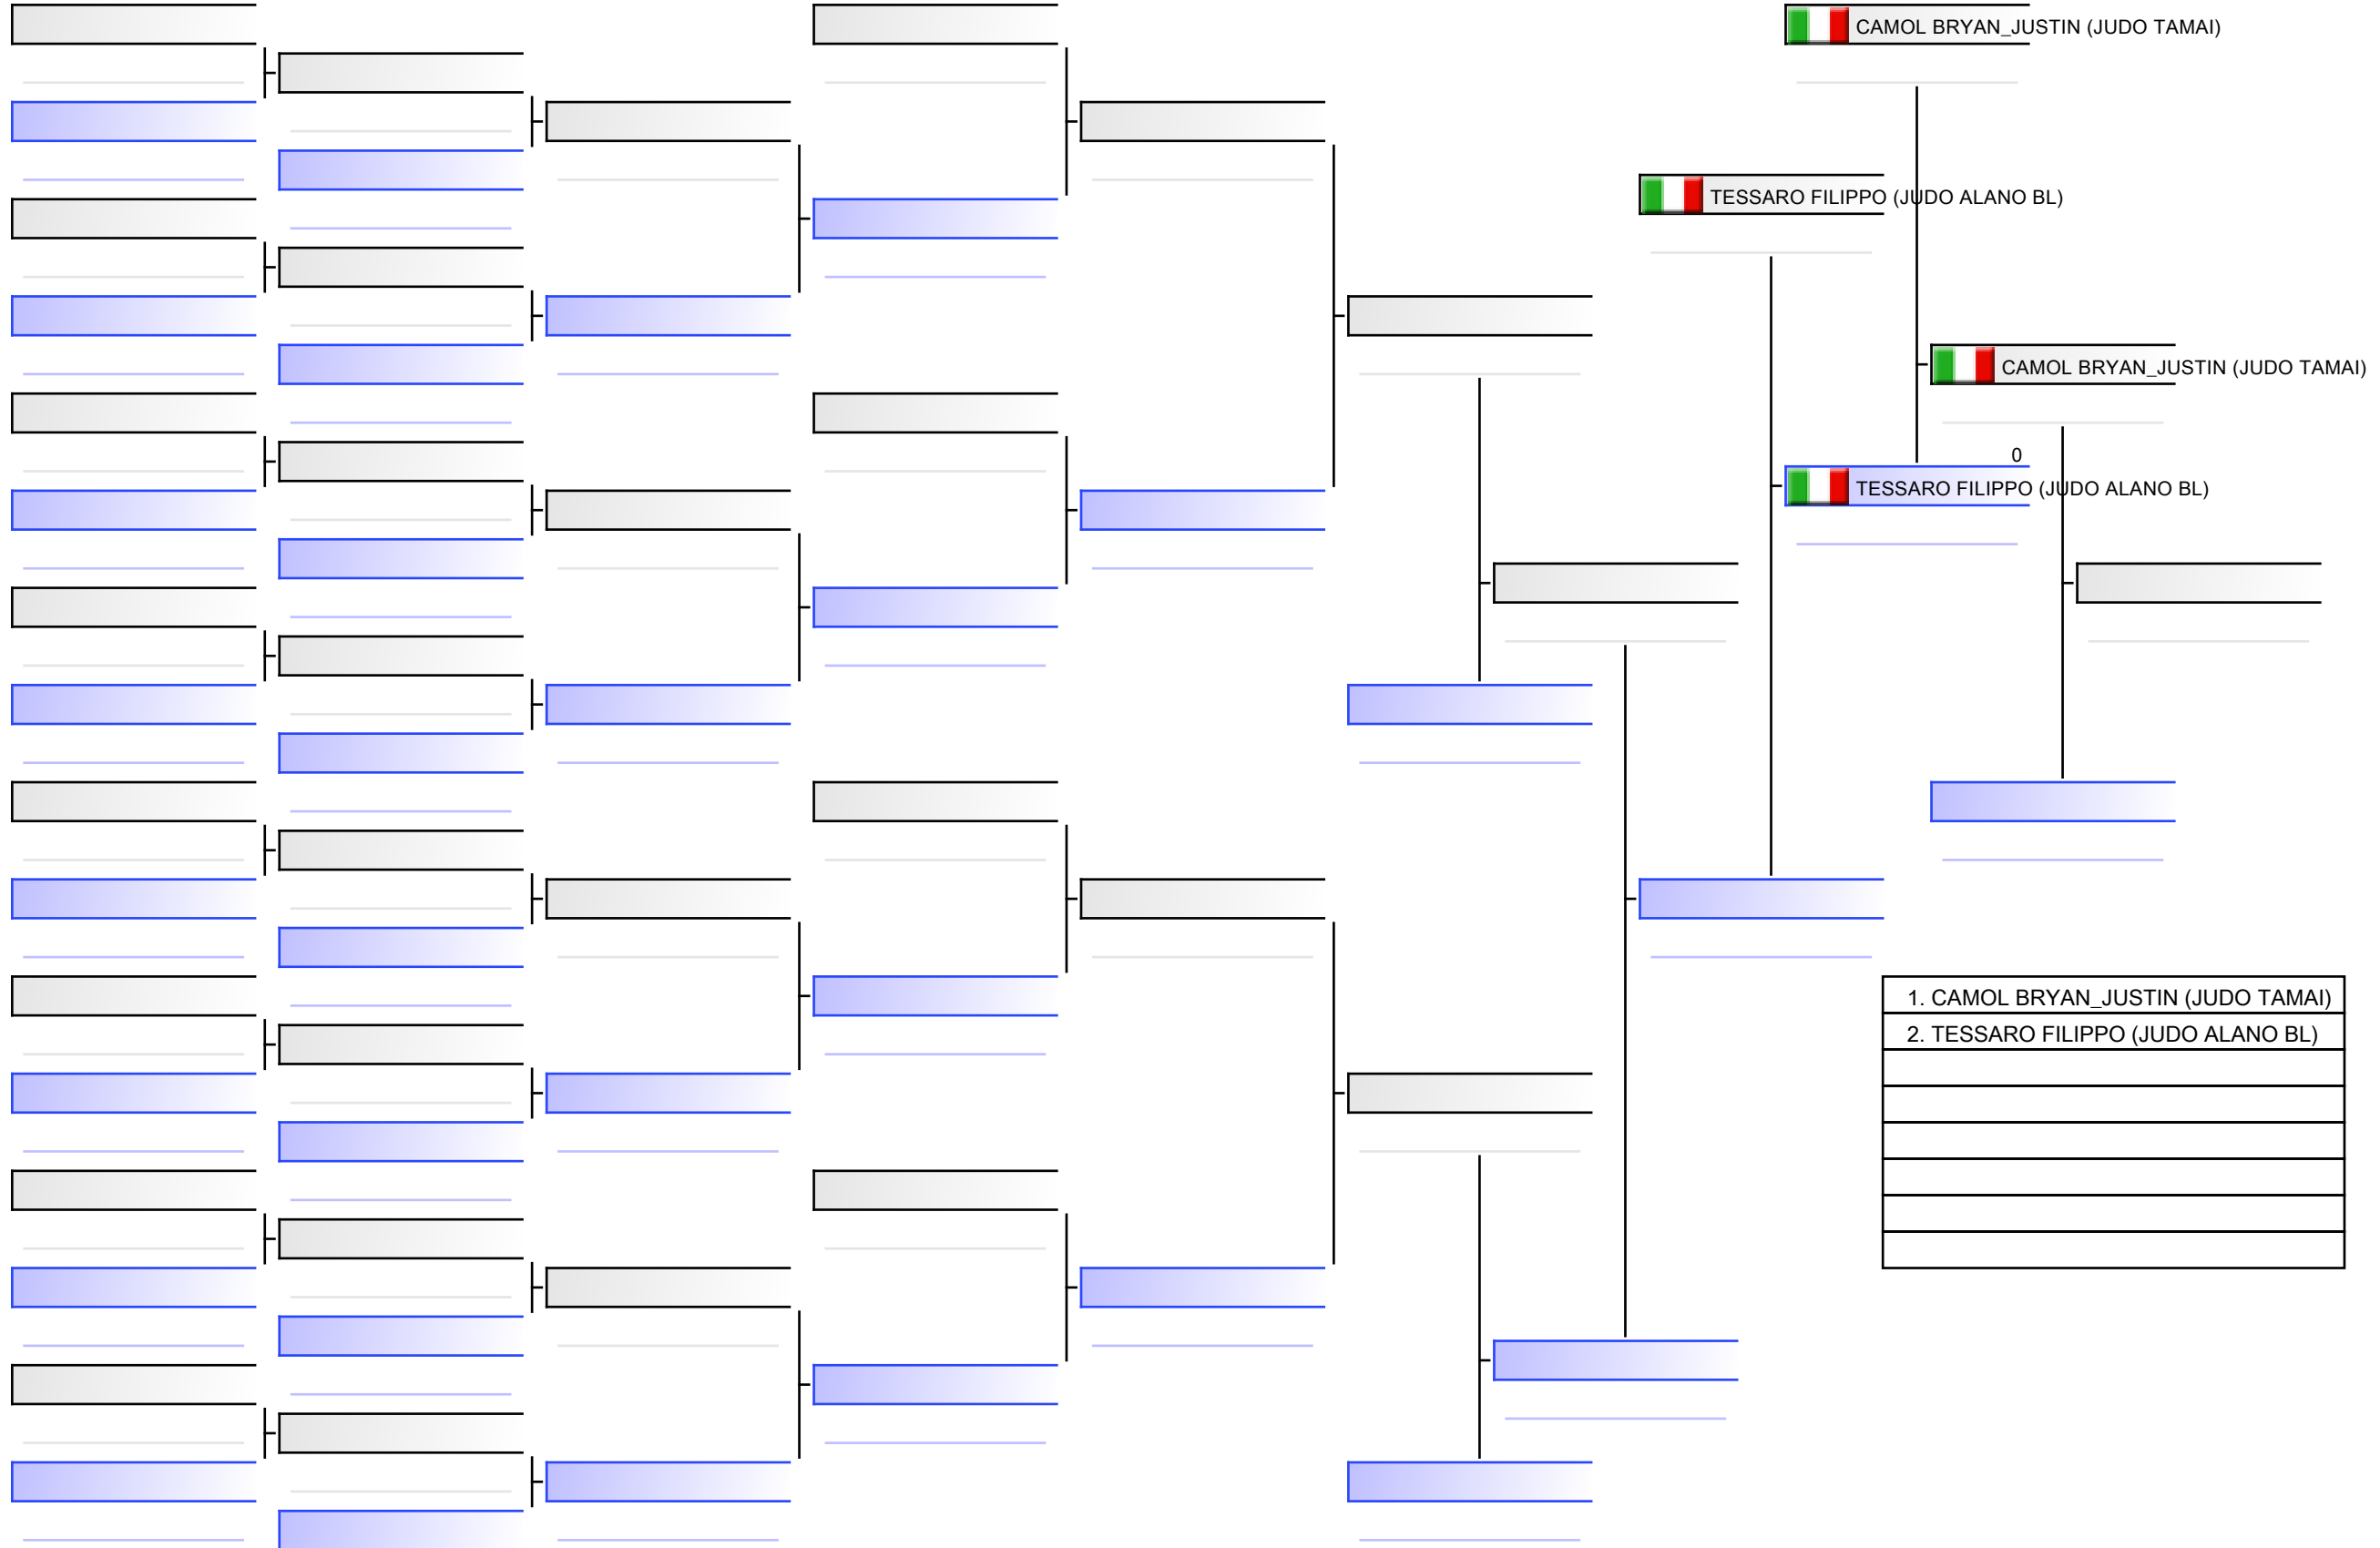 CAMOL BRYAN_JUSTIN (JUDO TAMAI)
TESSARO FILIPPO (JUDO ALANO BL)
CAMOL BRYAN_JUSTIN (JUDO TAMAI)
0
TESSARO FILIPPO (JUDO ALANO BL)
1. CAMOL BRYAN_JUSTIN (JUDO TAMAI)
2. TESSARO FILIPPO (JUDO ALANO BL)